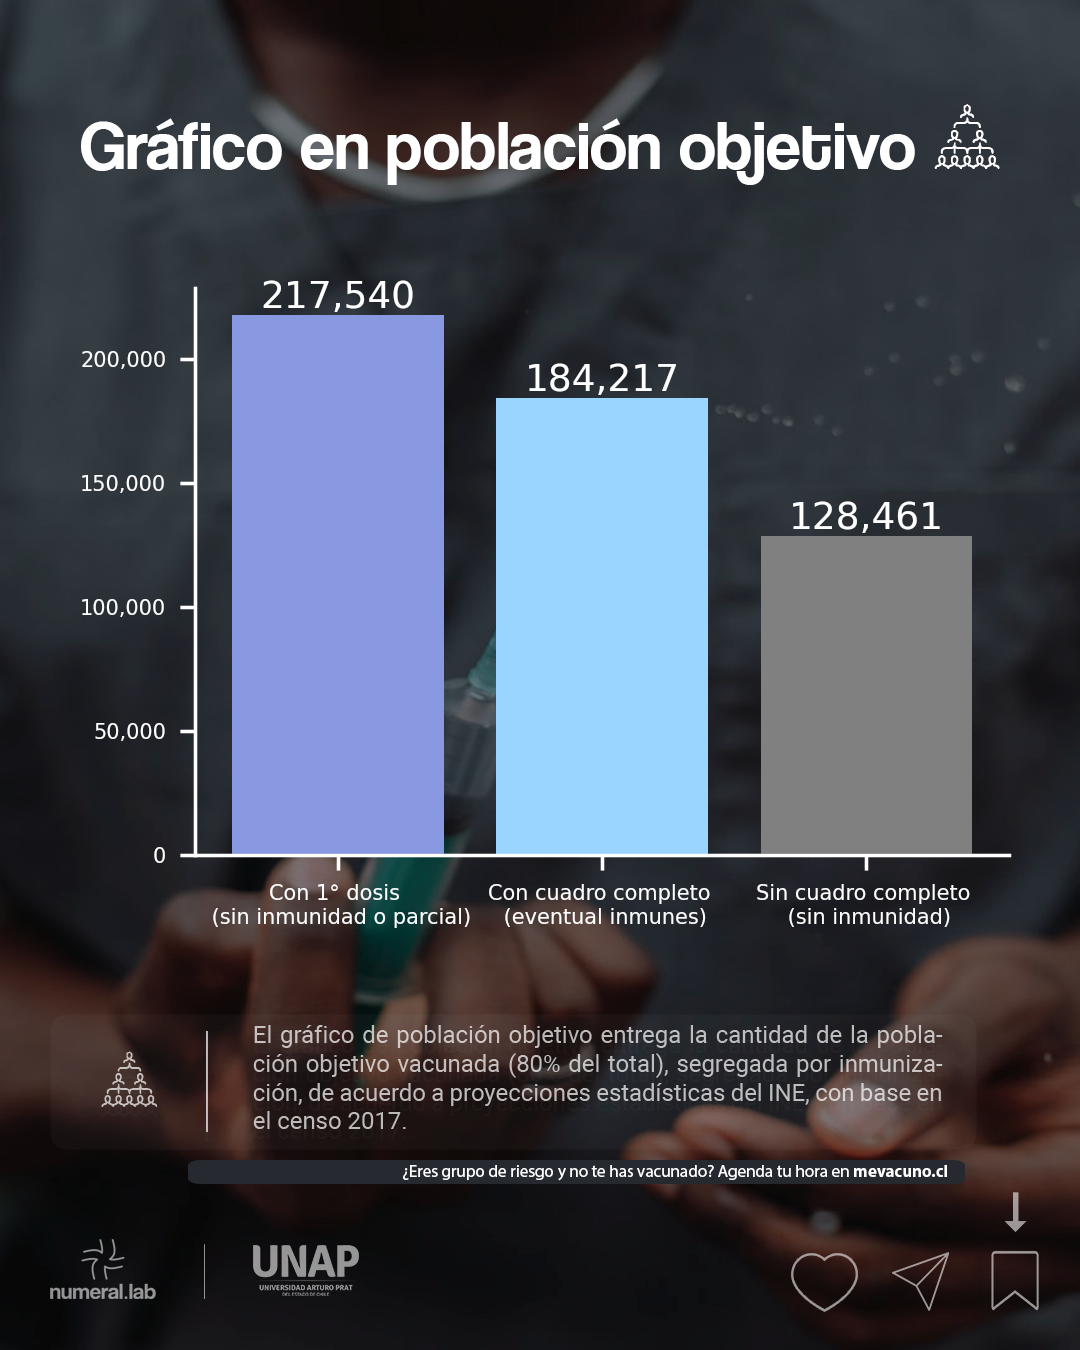 Gráfico en población objetivo
217,540
184,217
128,461
200,000
150,000
100,000
50,000
0
Con 1° dosis
(sin inmunidad o parcial)
Con cuadro completo
(eventual inmunes)
Sin cuadro completo
(sin inmunidad)
El gráfico de población objetivo entrega la cantidad de la pobla-
ción objetivo vacunada (80% del total), segregada por inmuniza-
ción, de acuerdo a proyecciones estadísticas del INE, con base en
el censo 2017.
¿Eres grupo de riesgo y no te has vacunado? Agenda tu hora en mevacuno.cl
numeral.lab
UNAP
UNIVERSIDAD ARTURO PRAT
DEL ESTADO DE CHILE